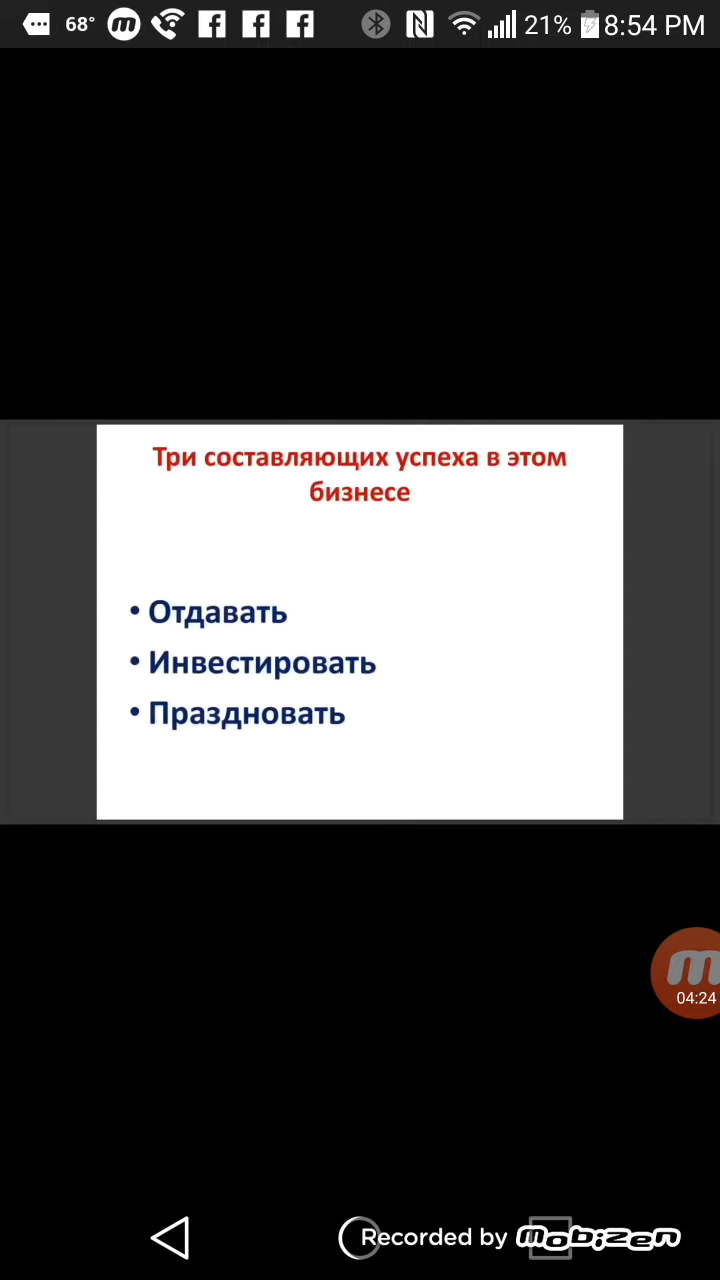 68° 21% 8:54 PM
Три составляющих успеха в этом
бизнесе
• Отдавать
• Инвестировать
• Праздновать
04:24
Recorded by mobizen